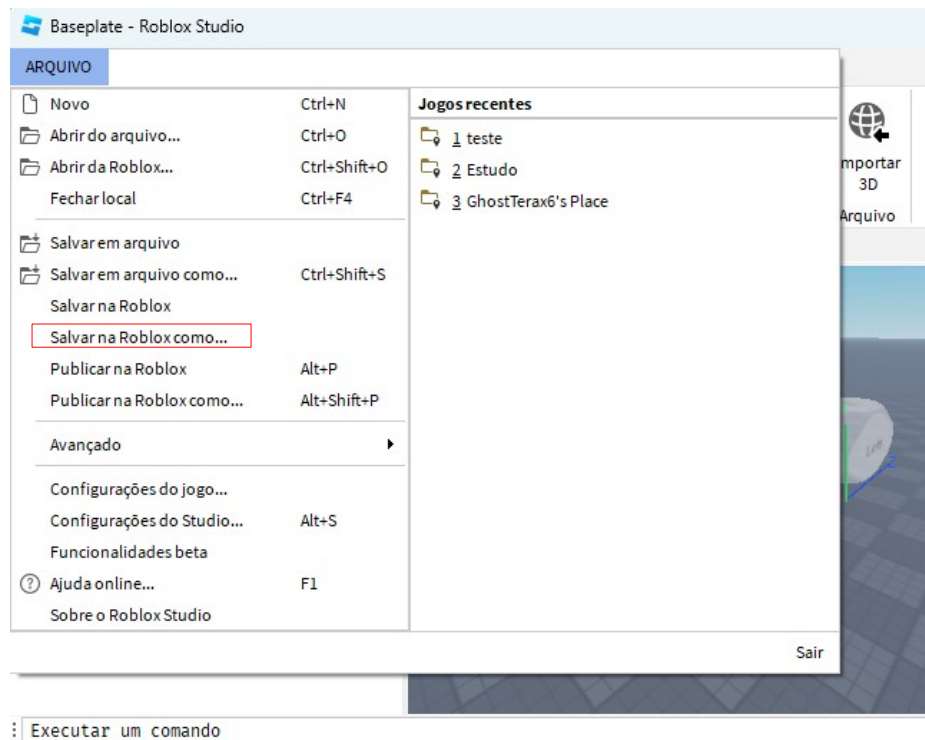 Baseplate - Roblox Studio
ARQUIVO
Novo Ctrl+N
Abrir do arquivo... Ctrl+O
Abrir da Roblox... Ctrl+Shift+O
Fechar local Ctrl+F4
Salvar em arquivo
Salvar em arquivo como... Ctrl+Shift+S
Salvar na Roblox
Salvar na Roblox como...
Publicar na Roblox Alt+P
Publicar na Roblox como... Alt+Shift+P
Avançado
Configurações do jogo...
Configurações do Studio... Alt+S
Funcionalidades beta
Ajuda online... F1
Sobre o Roblox Studio
Jogos recentes
1 teste
2 Estudo
3 GhostTerax6's Place
Sair
mportar
3D
Arquivo
Left
Z
Executar um comando